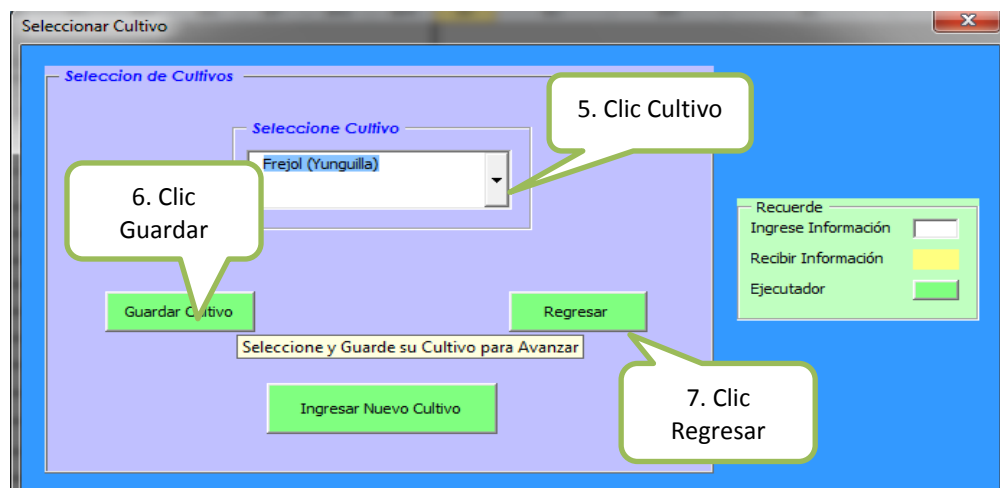 Seleccionar Cultivo
Seleccion de Cultivos
5. Clic Cultivo
Seleccione Cultivo
Frejol (Yunguilla)
6. Clic
Guardar
Recuerde
Ingrese Información
Recibir Información
Ejecutador
Guardar Cultivo
Regresar
Seleccione y Guarde su Cultivo para Avanzar
Ingresar Nuevo Cultivo
7. Clic
Regresar